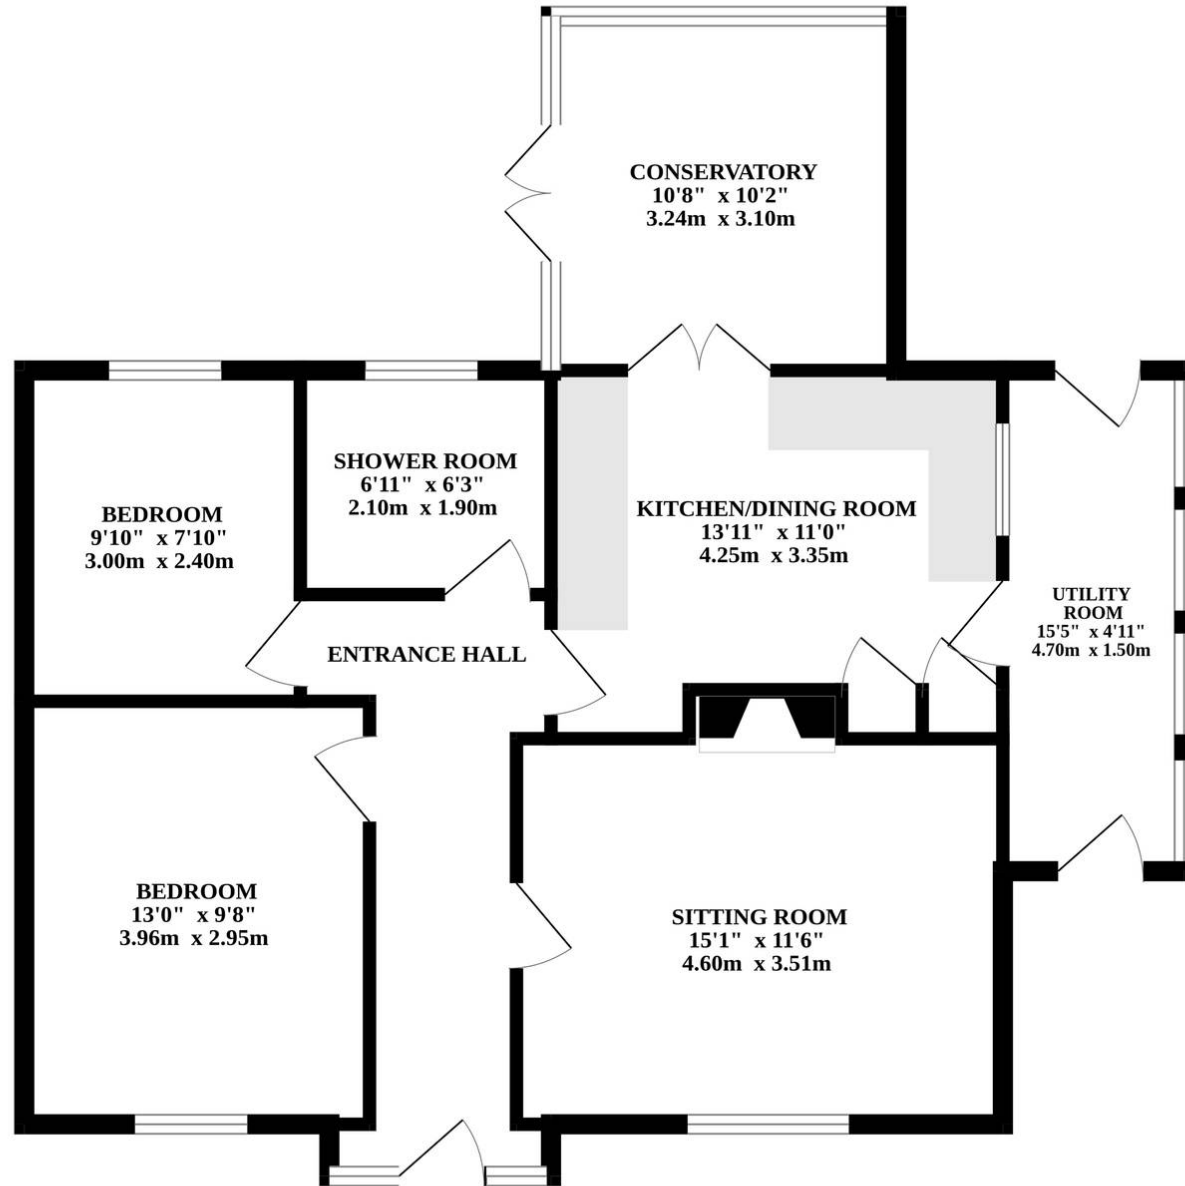 CONSERVATORY
10'8" x 10'2"
3.24m x 3.10m
SHOWER ROOM
6'11" x 6'3"
2.10m x 1.90m
BEDROOM
9'10" x 7'10"
3.00m x 2.40m
KITCHEN/DINING ROOM
13'11" x 11'0"
4.25m x 3.35m
UTILITY
ROOM
15'5" x 4'11"
4.70m x 1.50m
ENTRANCE HALL
BEDROOM
13'0" x 9'8"
3.96m x 2.95m
SITTING ROOM
15'1" x 11'6"
4.60m x 3.51m